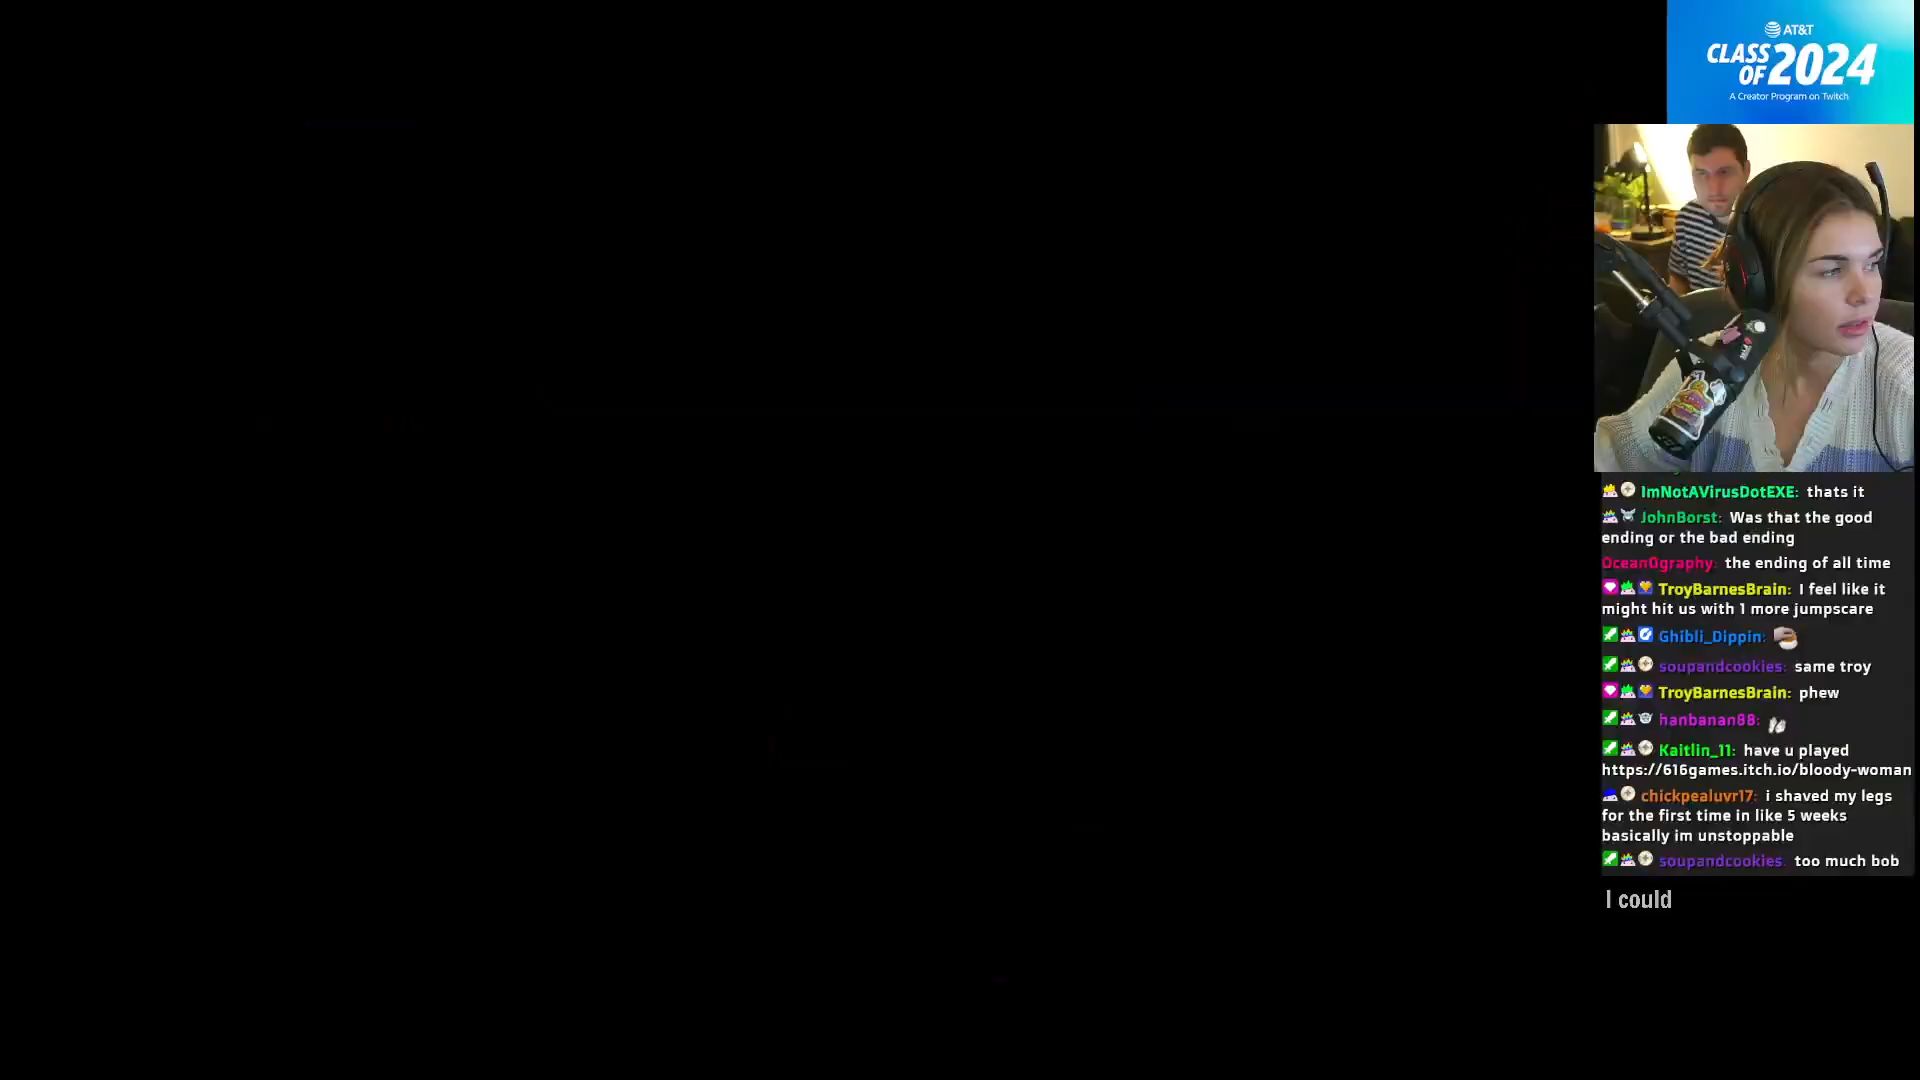 AT&T
CLASS
OF 2024
A Creator Program on Twitch
ImNotAVirusDotEXE: thats it
JohnBorst: Was that the good
ending or the bad ending
OceanOgraphy: the ending of all time
TroyBarnesBrain: I feel like it
might hit us with 1 more jumpscare
Ghibli_Dippin:
soupandcookies: same troy
TroyBarnesBrain: phew
hanbanan88:
Kaitlin_11: have u played
https://616games.itch.io/bloody-woman
chickpealuvr17: i shaved my legs
for the first time in like 5 weeks
basically im unstoppable
soupandcookies: too much bob
I could